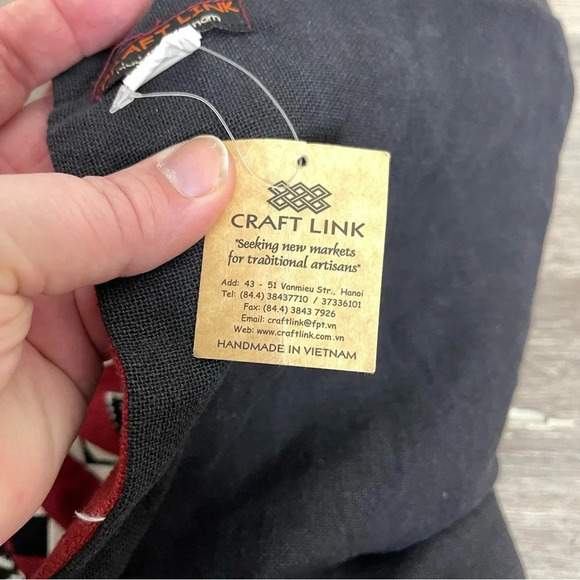 CRAFT LINK
CRAFT LINK
"Seeking new markets
for traditional artisans"
Add: 43 - 51 Vanmieu Str., Hanoi
Tel: (84.4) 38437710 / 37336101
Fax: (84.4) 3843 7926
Email: craftlink@fpt.vn
Web: www.craftlink.com.vn
HANDMADE IN VIETNAM